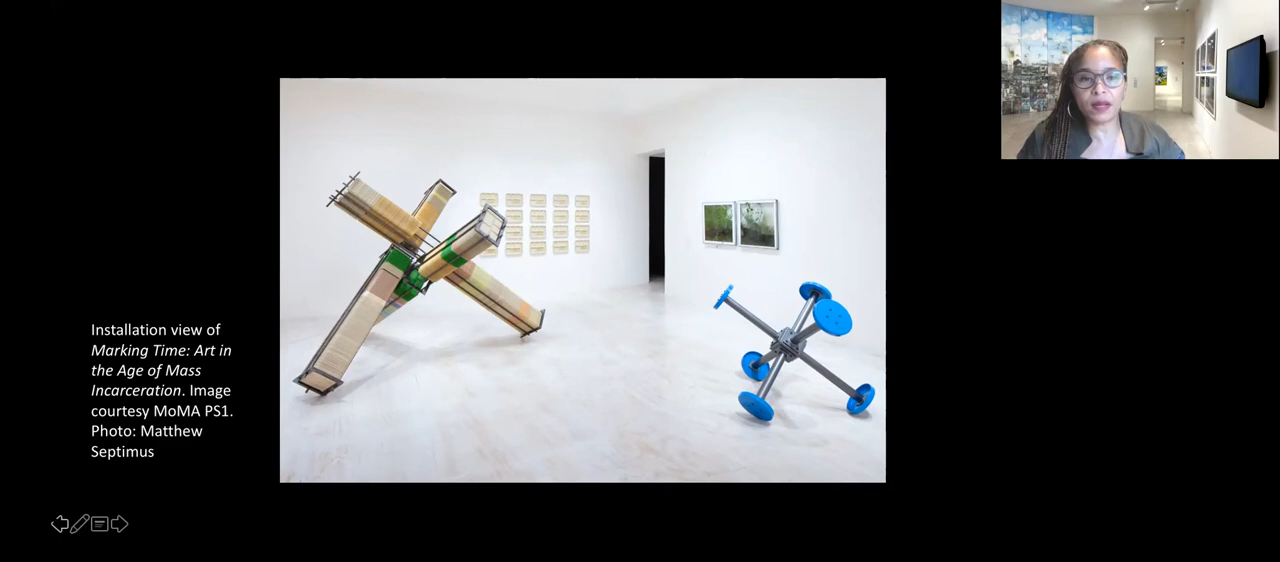 Installation view of
Marking Time: Art in
the Age of Mass
Incarceration. Image
courtesy MoMA PS1.
Photo: Matthew
Septimus